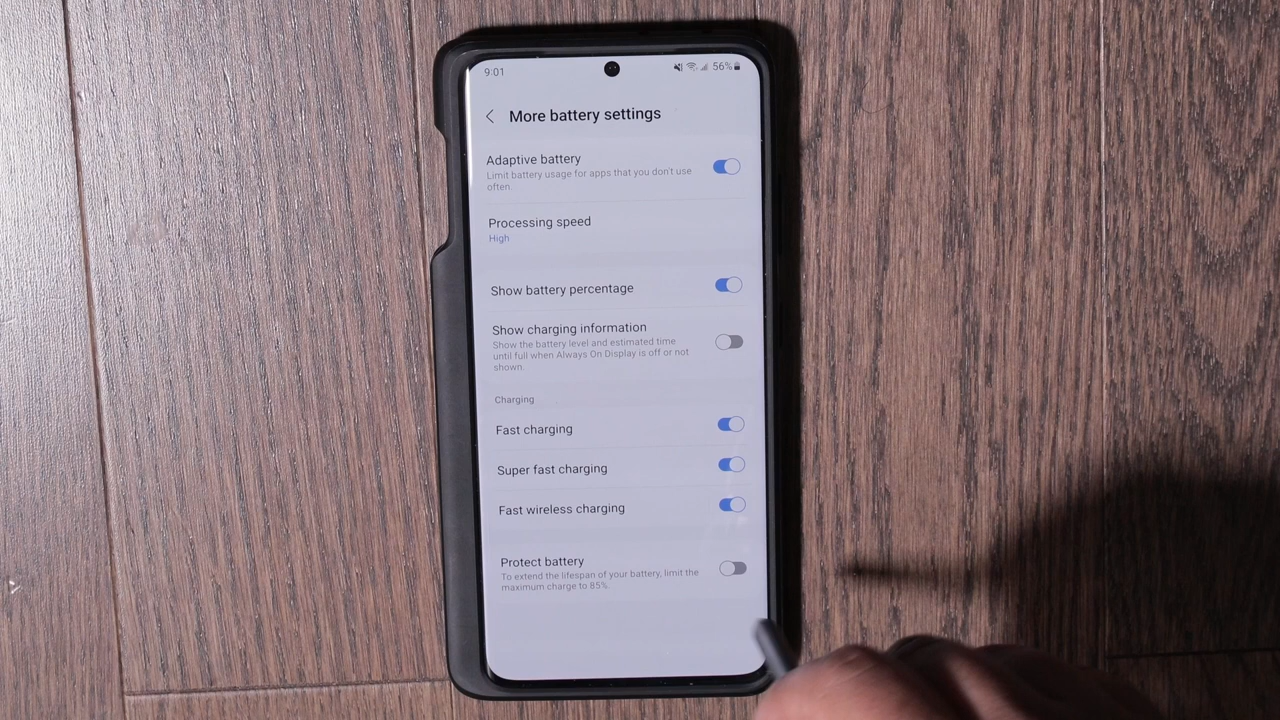 9:01 56%
More battery settings
Adaptive battery
Limit battery usage for apps that you don't use
often.
Processing speed
High
Show battery percentage
Show charging information
Show the battery level and estimated time
until full when Always On Display is off or not
shown.
Charging
Fast charging
Super fast charging
Fast wireless charging
Protect battery
To extend the lifespan of your battery, limit the
maximum charge to 85%.